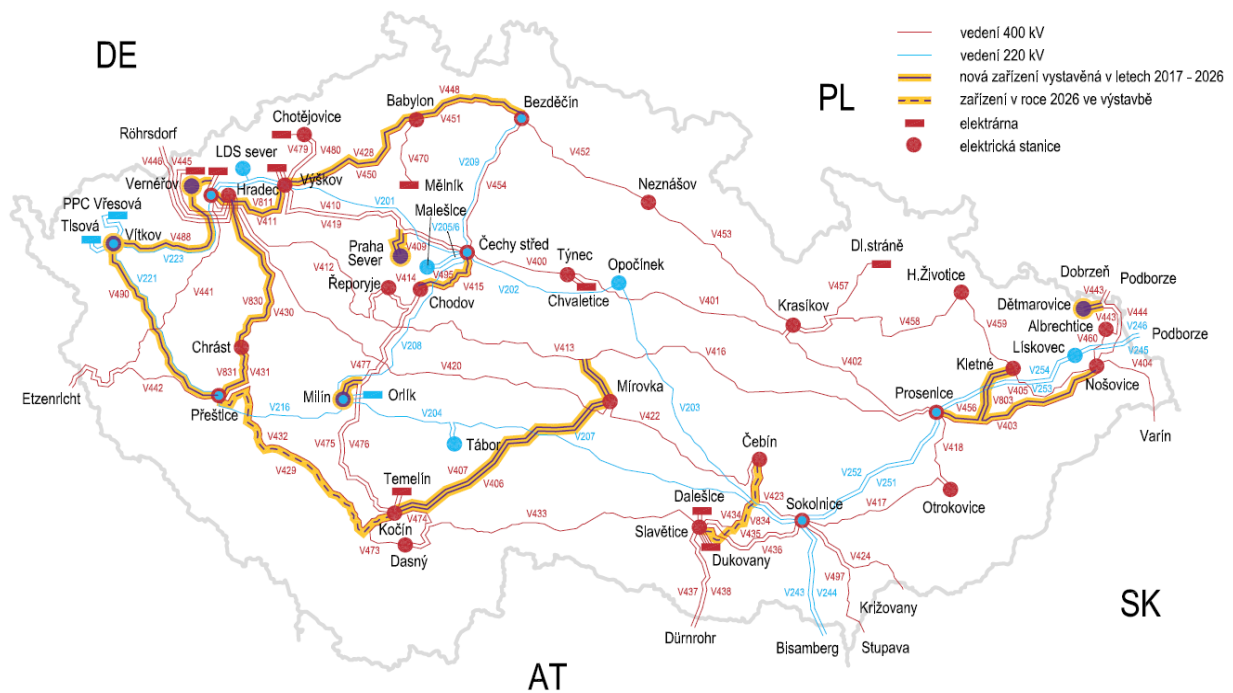 DE
PL
SK
AT
vedení 400 kV
vedení 220 kV
nová zařízení vystavěná v letech 2017 - 2026
zařízení v roce 2026 ve výstavbě
elektrárna
elektrická stanice
V448
Babylon
Bezděčín
V451
Chotějovice
V479
V480
V428
V450
V470
Mělník
V209
V454
V452
Röhrsdorf
V446
V445
LDS sever
Vernéřov
Výškov
Hradec
V811
V411
V410
V419
V201
Malešice
V205/6
Neznášov
V453
PPC Vřesová
Tlsová
Vítkov
V488
V223
V221
V490
V441
V830
V430
V412
Praha
Sever
V409
Čechy střed
V414
V495
V415
Řeporyje
Chodov
V208
V400
V202
Týnec
Chvaletice
Opočínek
V401
Dl.stráně
V457
H.Životice
Krasíkov
V458
V459
Dobrzeň
V443
Podborze
Dětmarovice
V443
V444
Albrechtice
V460
V246
Podborze
V245
Lískovec
V404
V254
V253
Kletné
V405
V803
Nošovice
V456
V403
Prosenice
Varín
Chrást
V831
V431
Etzenricht
V442
Přeštice
V216
V477
V420
V413
V416
V402
Milín
Orlík
V204
Tábor
V207
Mírovka
V422
V203
V432
V429
V475
V476
Temelín
V407
V406
Kočín
V474
V473
Dasný
V433
Čebín
V423
Dalešice
V434
V834
V435
V436
Slavětice
Dukovany
Sokolnice
V252
V251
V417
V418
Otrokovice
V437
V438
Dürnrohr
V243
V244
Bisamberg
V424
V497
Križovany
Stupava